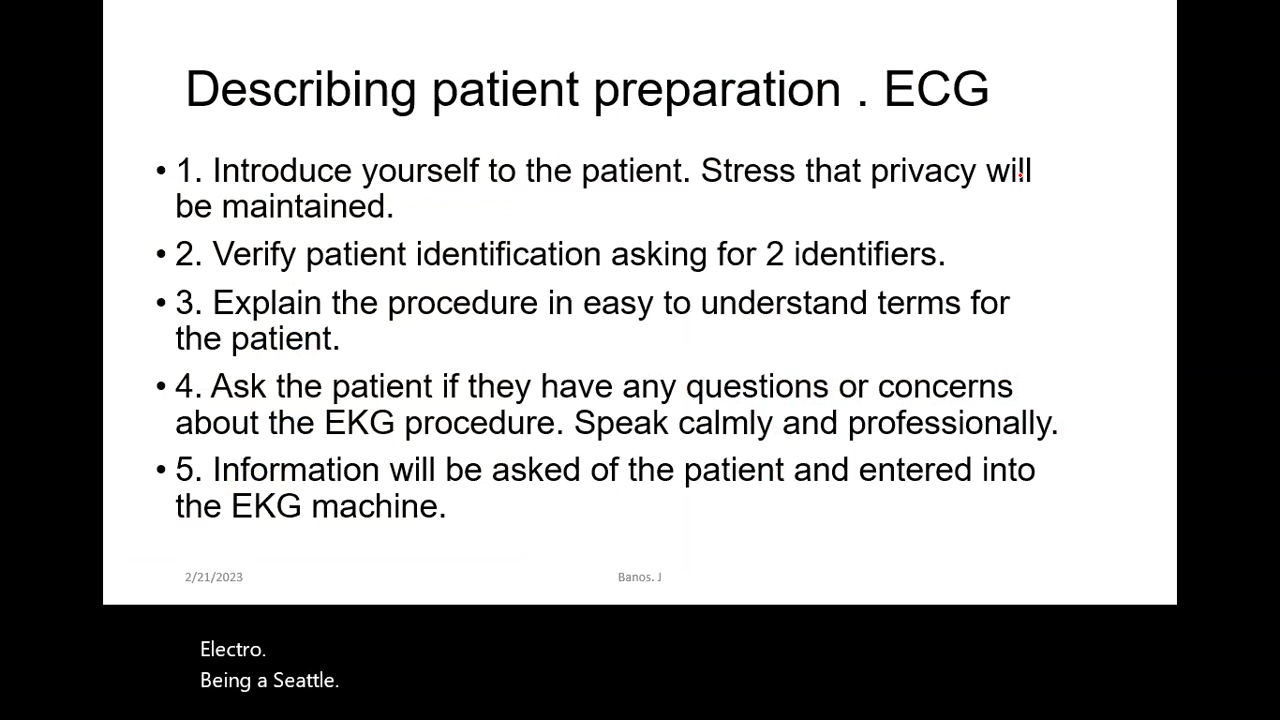 Describing patient preparation . ECG
• 1. Introduce yourself to the patient. Stress that privacy will
be maintained.
• 2. Verify patient identification asking for 2 identifiers.
• 3. Explain the procedure in easy to understand terms for
the patient.
• 4. Ask the patient if they have any questions or concerns
about the EKG procedure. Speak calmly and professionally.
• 5. Information will be asked of the patient and entered into
the EKG machine.
2/21/2023
Banos. J
Electro.
Being a Seattle.